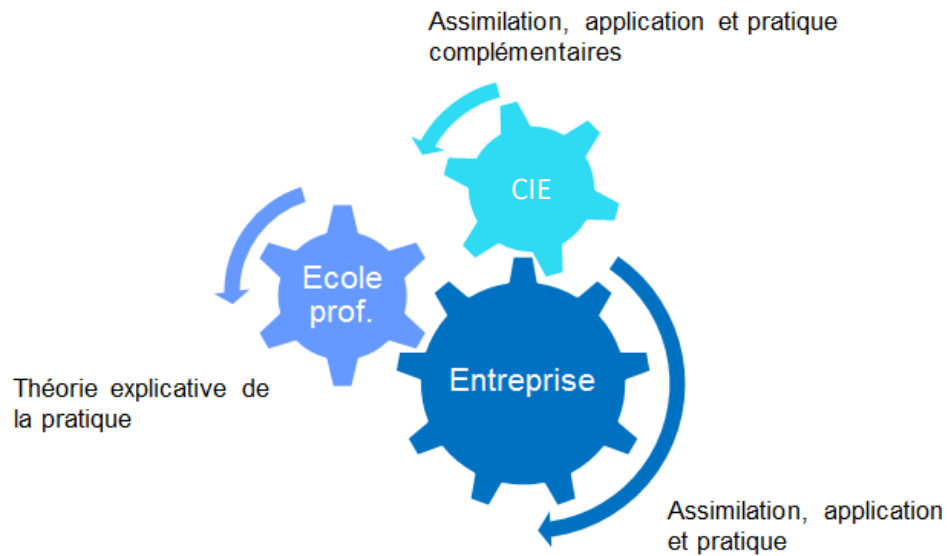 Assimilation, application et pratique
complémentaires
CIE
Ecole
prof.
Entreprise
Théorie explicative de
la pratique
Assimilation, application
et pratique